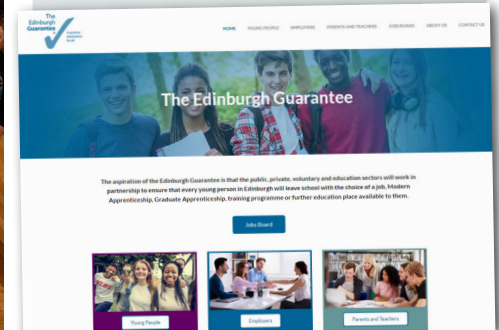 The
Edinburgh
Guarantee
HOME YOUNG PEOPLE EMPLOYERS PARENTS AND TEACHERS JOBS BOARD ABOUT US CONTACT US
The Edinburgh Guarantee
The aspiration of the Edinburgh Guarantee is that the public, private, voluntary and education sectors will work in
partnership to ensure that every young person in Edinburgh will leave school with the choice of a job, Modern
Apprenticeship, Graduate Apprenticeship, training programme or further education place available to them.
Jobs Board
Young People
Employers
Parents and Teachers